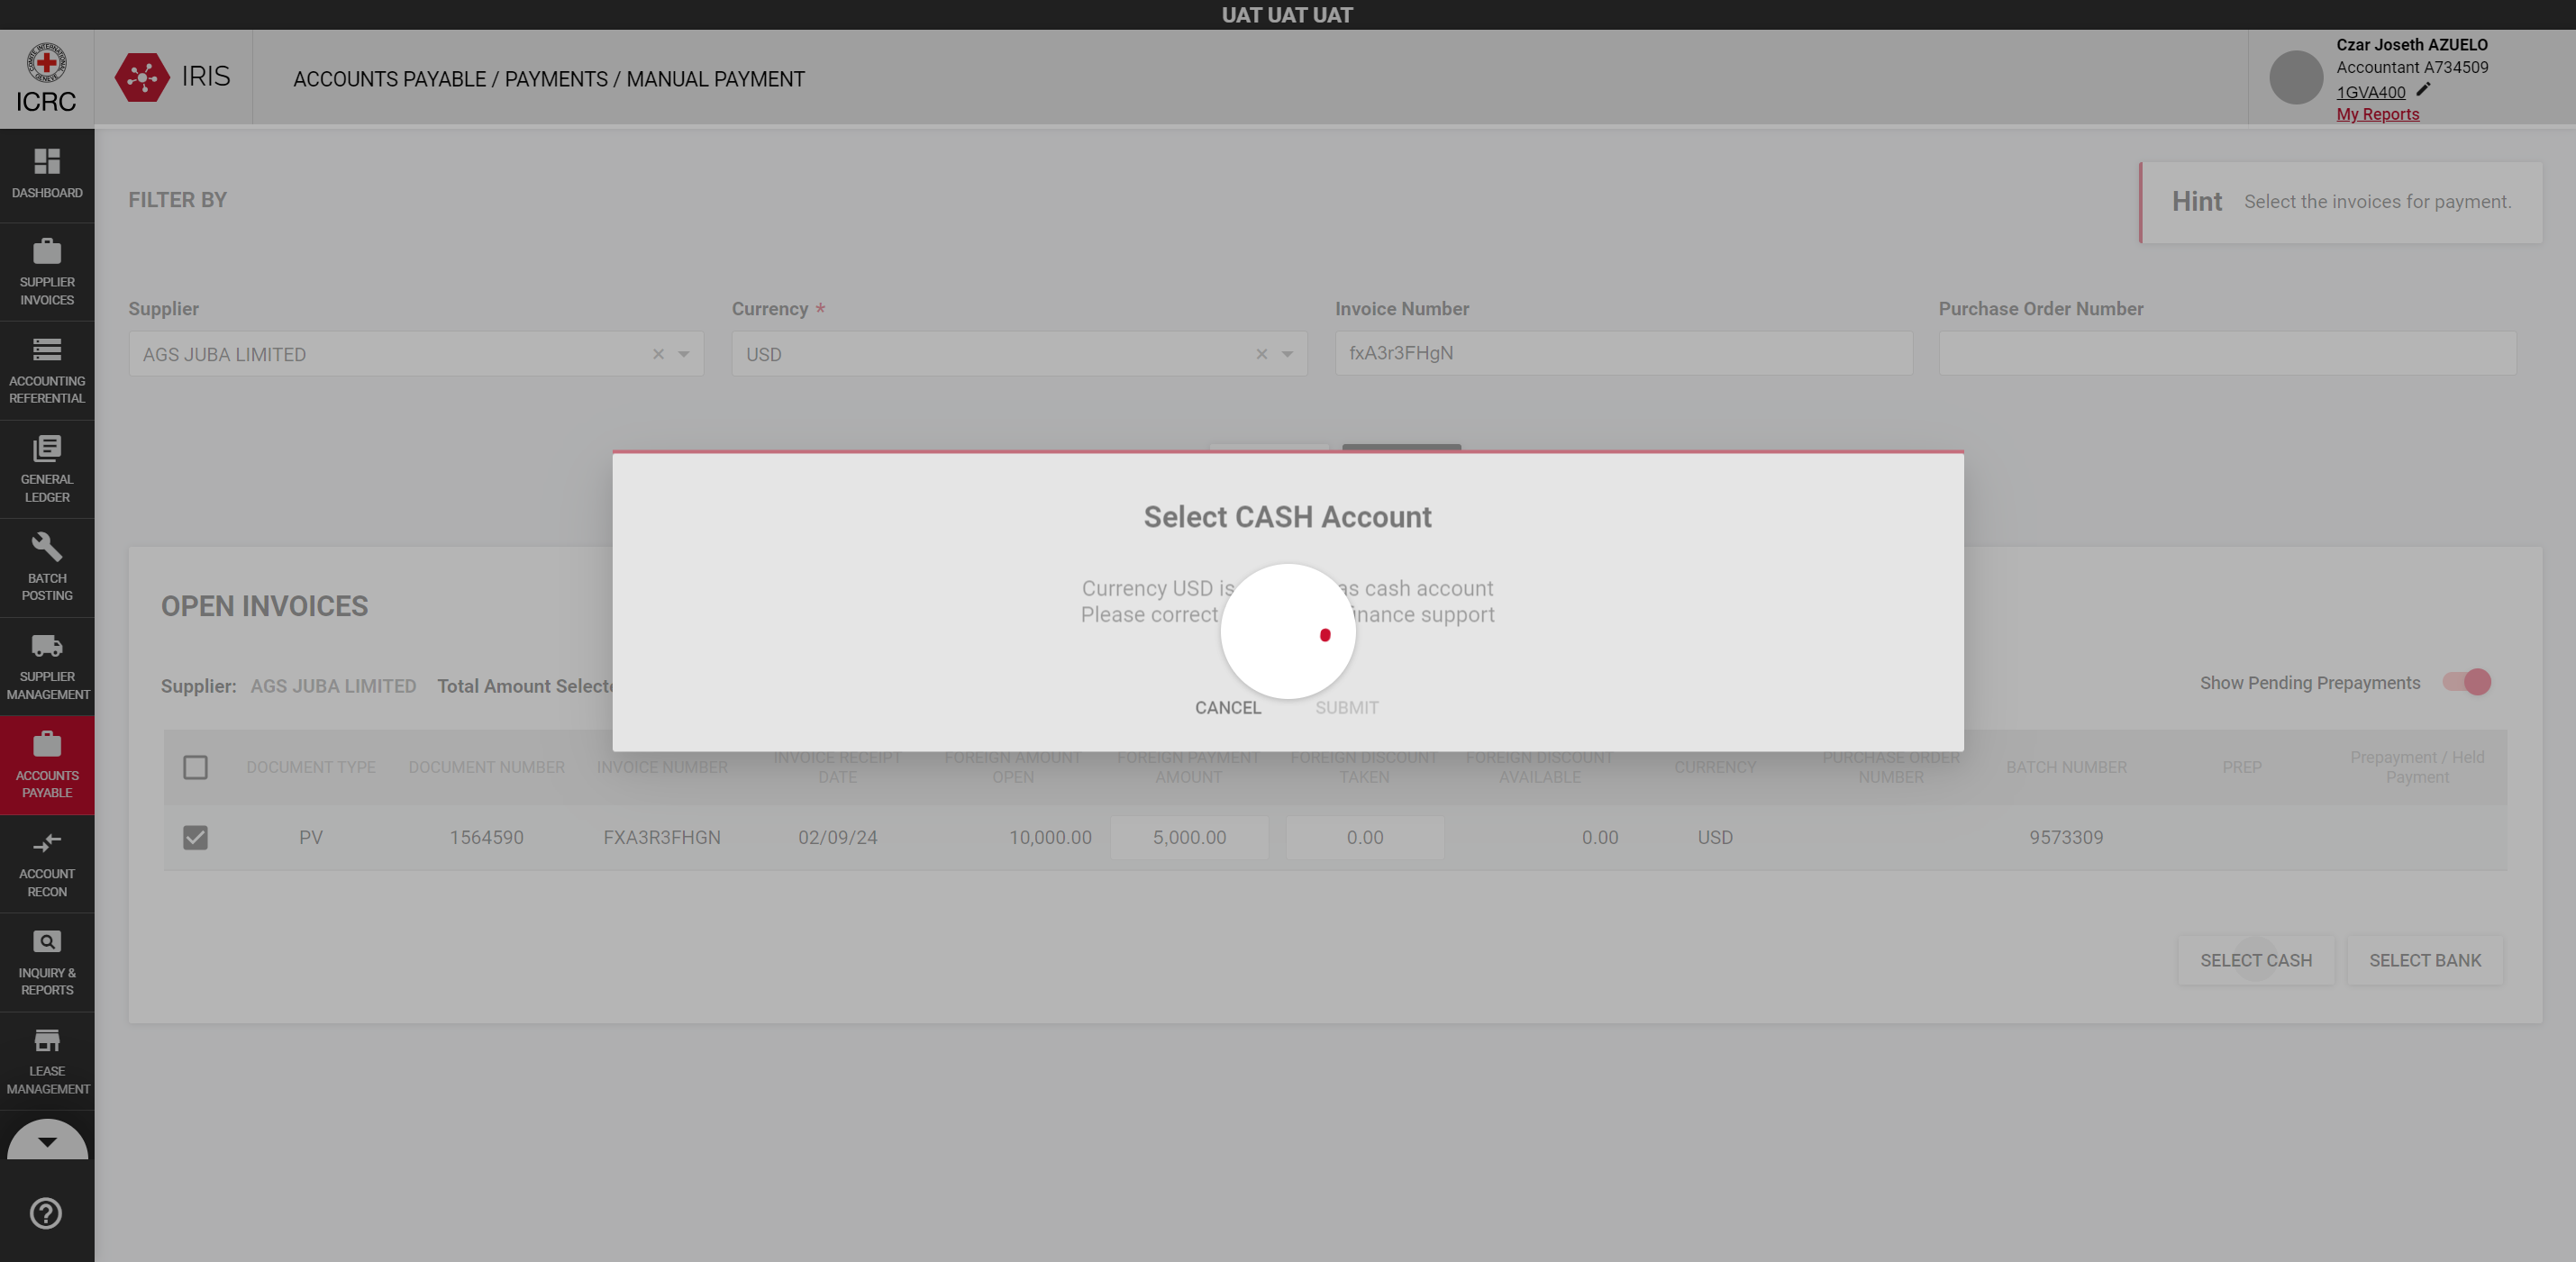 UAT UAT UAT
COMITE INTERNATIONAL GENEVE
ICRC
IRIS
ACCOUNTS PAYABLE / PAYMENTS / MANUAL PAYMENT
Czar Joseth AZUELO
Accountant A734509
1GVA400
My Reports
DASHBOARD
SUPPLIER
INVOICES
ACCOUNTING
REFERENTIAL
GENERAL
LEDGER
BATCH
POSTING
SUPPLIER
MANAGEMENT
ACCOUNTS
PAYABLE
ACCOUNT
RECON
INQUIRY &
REPORTS
LEASE
MANAGEMENT
FILTER BY
Hint Select the invoices for payment.
Supplier Currency * Invoice Number Purchase Order Number
AGS JUBA LIMITED USD fxA3r3FHgN
Select CASH Account
Currency USD is as cash account
Please correct inance support
CANCEL SUBMIT
OPEN INVOICES
Supplier: AGS JUBA LIMITED Total Amount Selecte Show Pending Prepayments
DOCUMENT TYPE DOCUMENT NUMBER INVOICE NUMBER INVOICE RECEIPT DATE FOREIGN AMOUNT OPEN FOREIGN PAYMENT AMOUNT FOREIGN DISCOUNT TAKEN FOREIGN DISCOUNT AVAILABLE CURRENCY PURCHASE ORDER NUMBER BATCH NUMBER PREP Prepayment / Held Payment
PV 1564590 FXA3R3FHGN 02/09/24 10,000.00 5,000.00 0.00 0.00 USD 9573309
SELECT CASH SELECT BANK